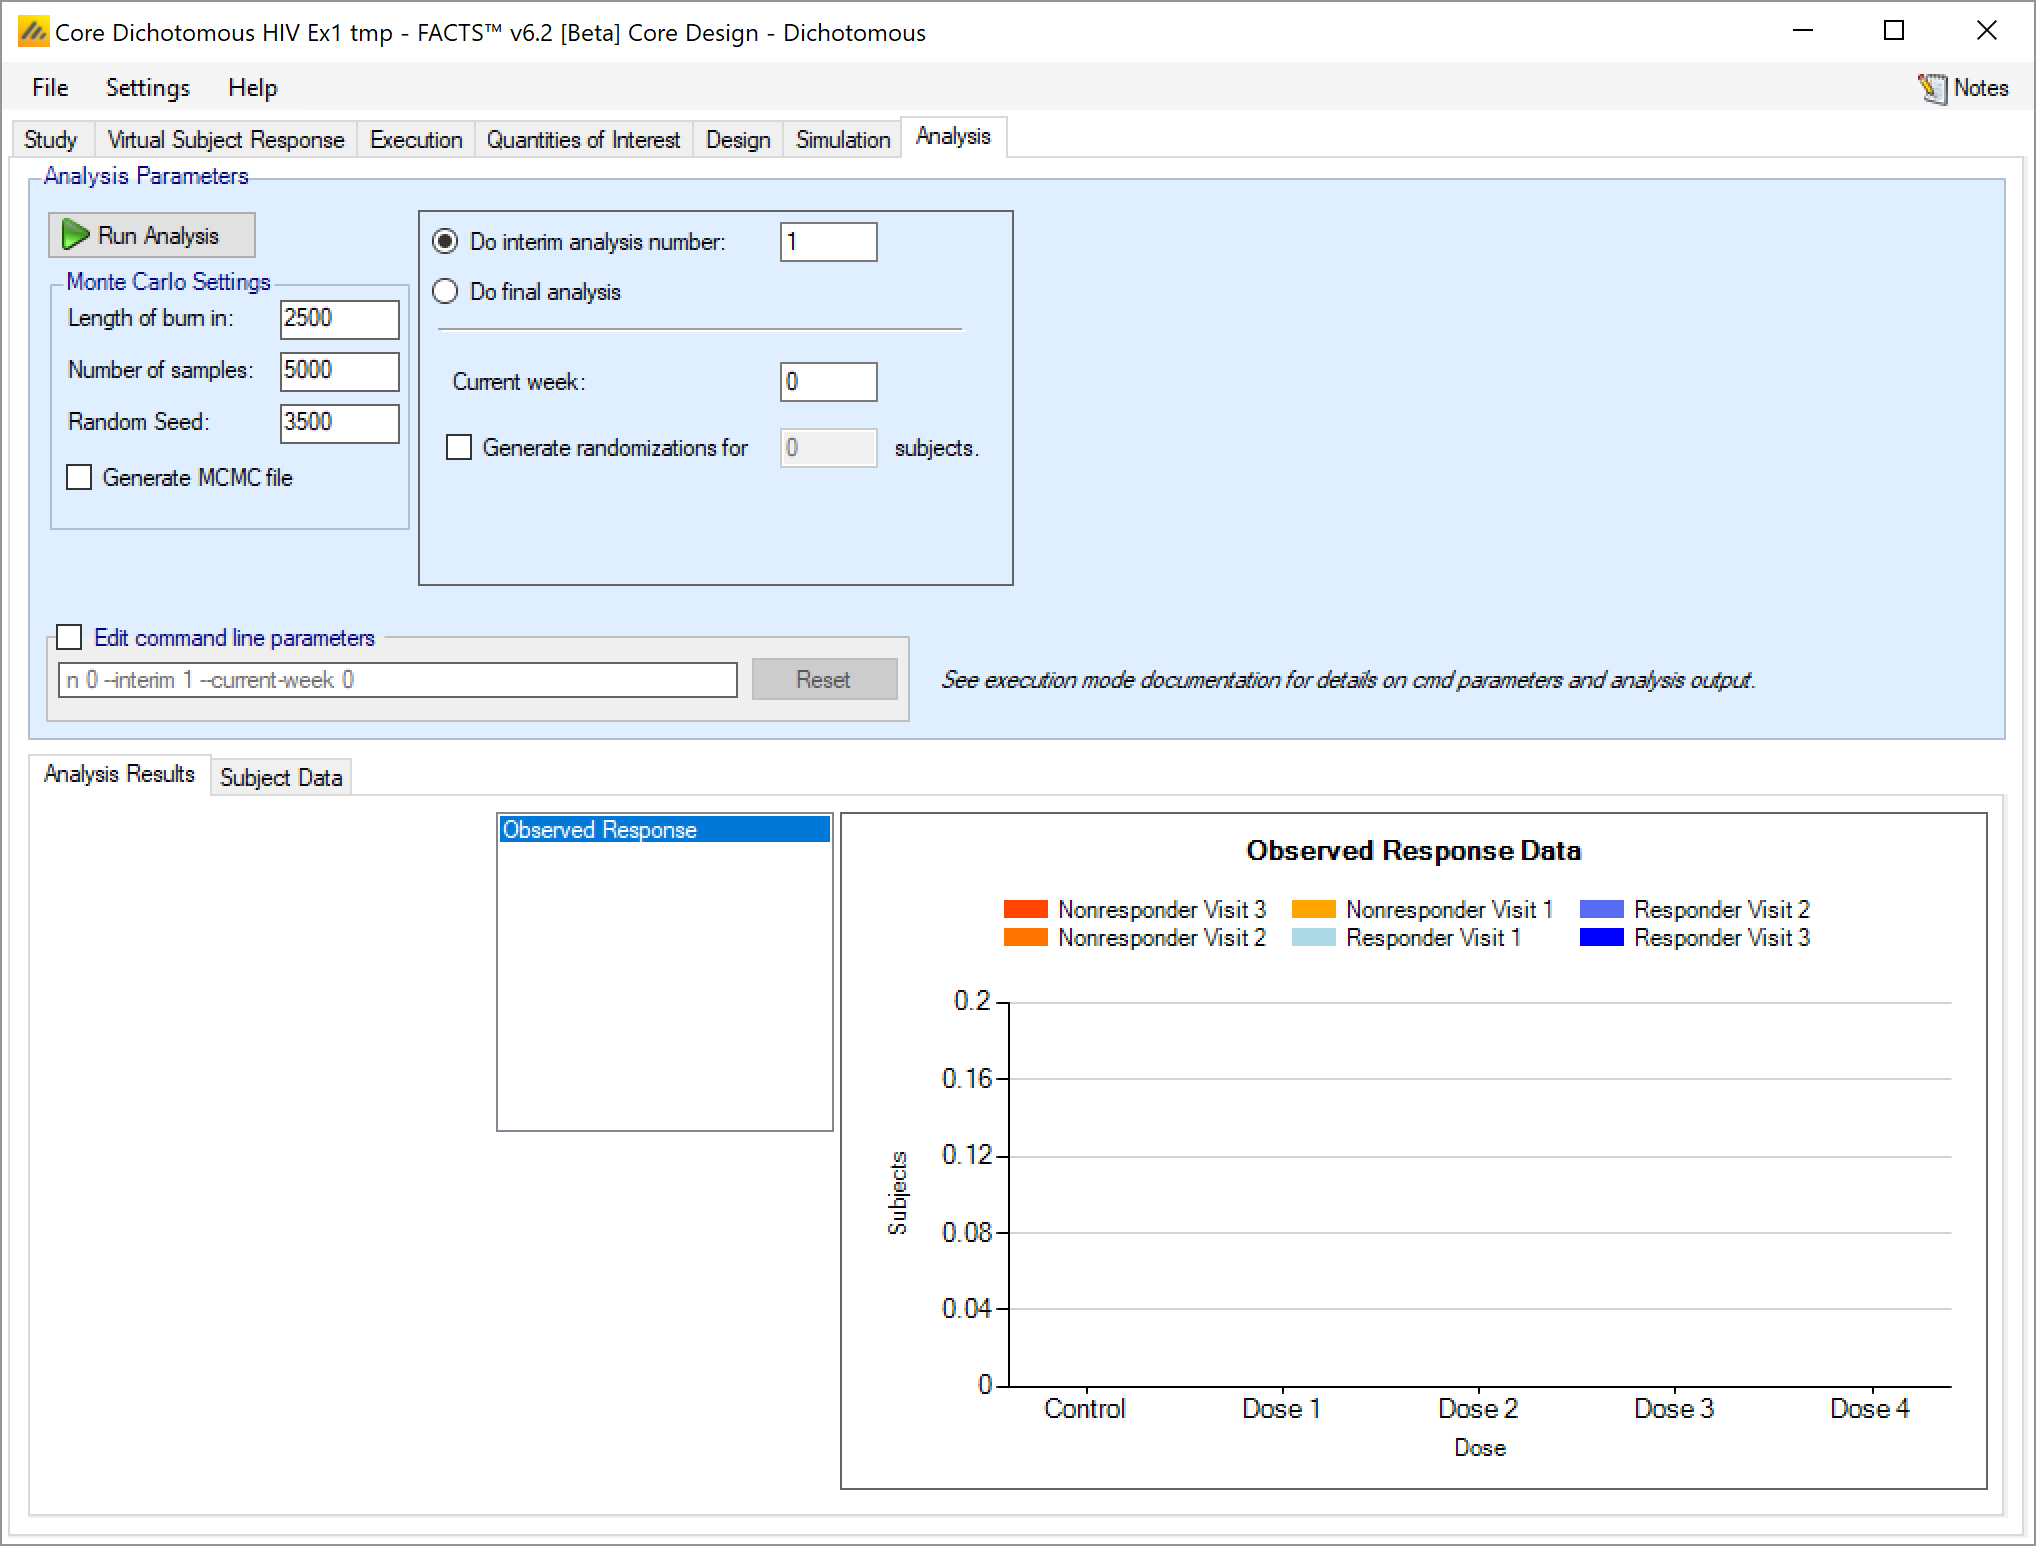 Core Dichotomous HIV Ex1 tmp - FACTS™ v6.2 [Beta] Core Design - Dichotomous
File Settings Help Notes
Study Virtual Subject Response Execution Quantities of Interest Design Simulation Analysis
Analysis Parameters
Run Analysis
Monte Carlo Settings
Length of burn in: 2500
Number of samples: 5000
Random Seed: 3500
Generate MCMC file
Do interim analysis number: 1
Do final analysis
Current week: 0
Generate randomizations for 0 subjects.
Edit command line parameters
n 0 --interim 1 --current-week 0
Reset
See execution mode documentation for details on cmd parameters and analysis output.
Analysis Results Subject Data
Observed Response
Observed Response Data
Nonresponder Visit 3 Nonresponder Visit 1 Responder Visit 2
Nonresponder Visit 2 Responder Visit 1 Responder Visit 3
0.2
0.16
0.12
0.08
0.04
0
Subjects
Control Dose 1 Dose 2 Dose 3 Dose 4
Dose